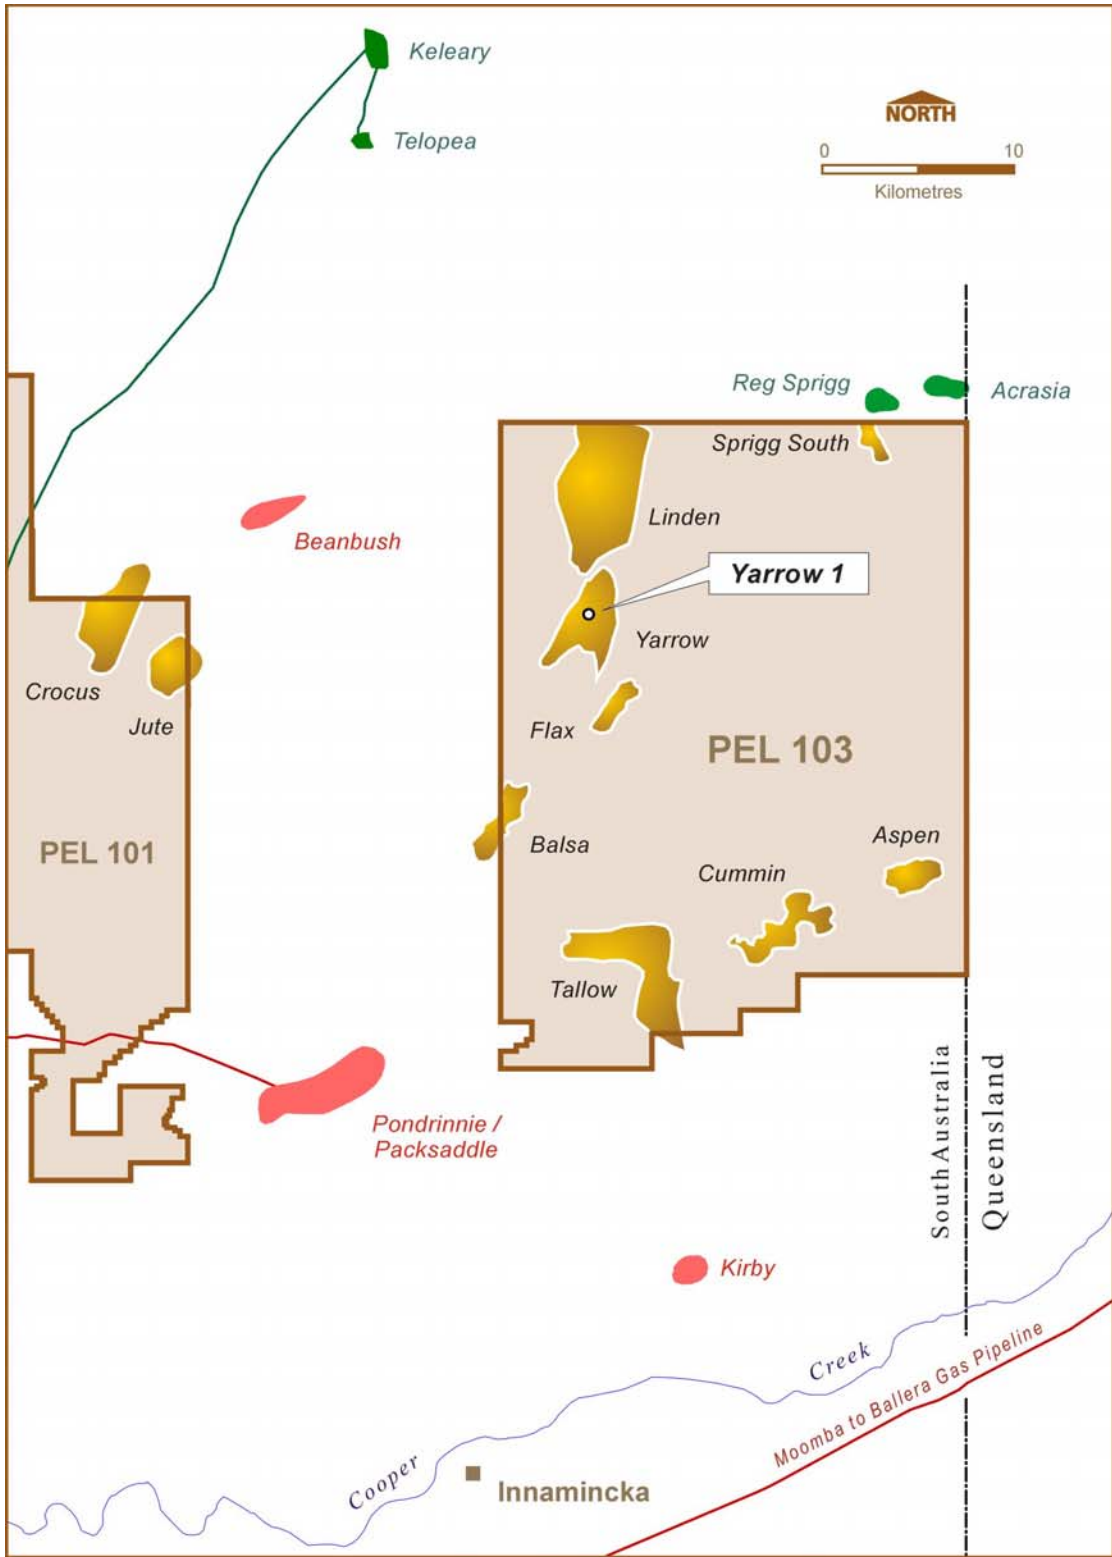 Keleary
Telopea
NORTH
0 10
Kilometres
Reg Sprigg
Acrasia
Sprigg South
Linden
Beanbush
Yarrow 1
Yarrow
Crocus
Jute
Flax
PEL 103
Balsa
PEL 101
Aspen
Cummin
Tallow
South Australia
Queensland
Pondrinnie /
Packsaddle
Kirby
Cooper Creek
Moomba to Ballera Gas Pipeline
Innamincka